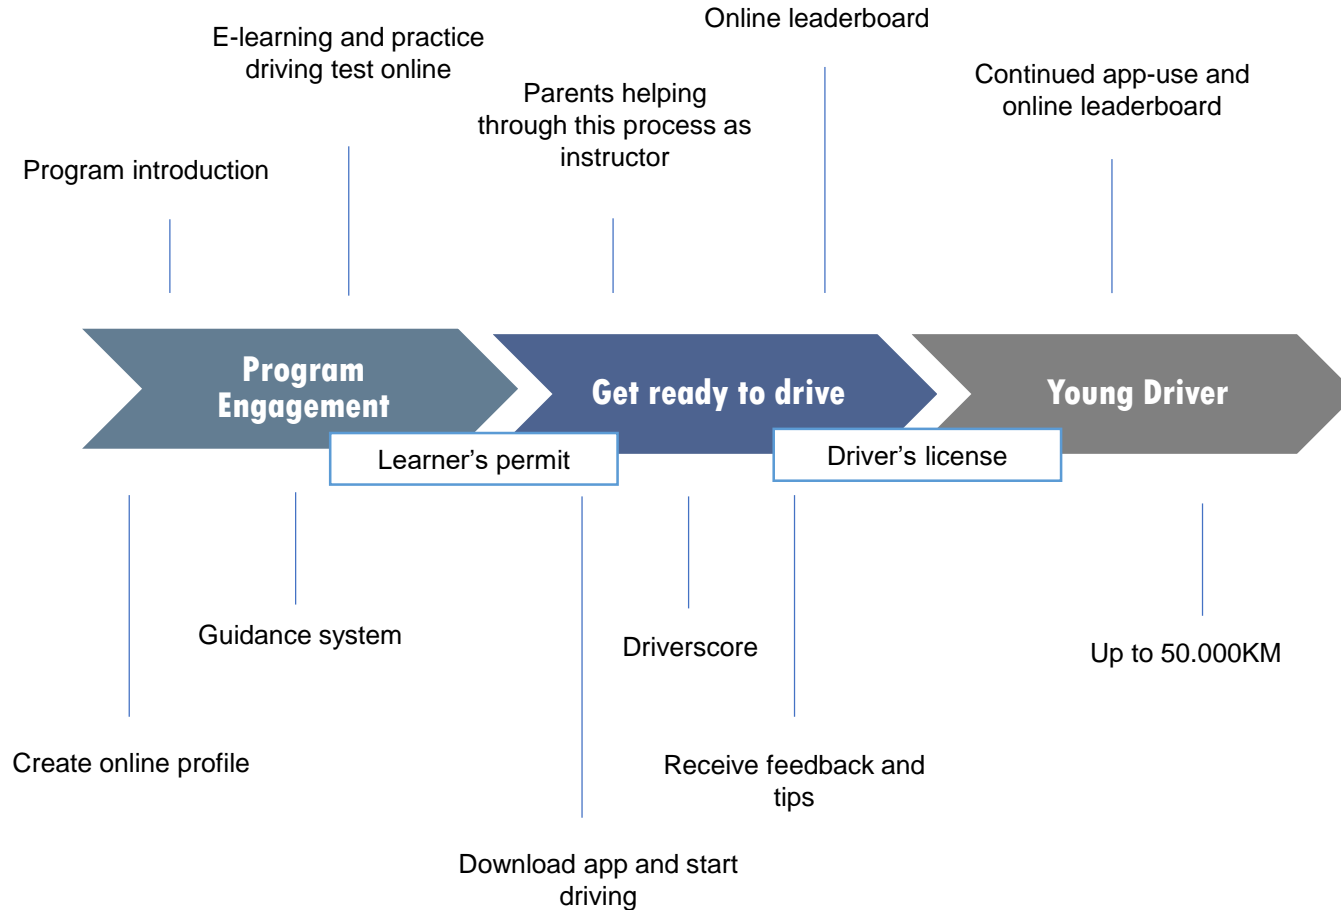 Online leaderboard
E-learning and practice
driving test online
Continued app-use and
online leaderboard
Parents helping
through this process as
instructor
Program introduction
Program
Engagement
Get ready to drive
Young Driver
Learner’s permit
Driver’s license
Guidance system
Driverscore
Up to 50.000KM
Create online profile
Receive feedback and
tips
Download app and start
driving